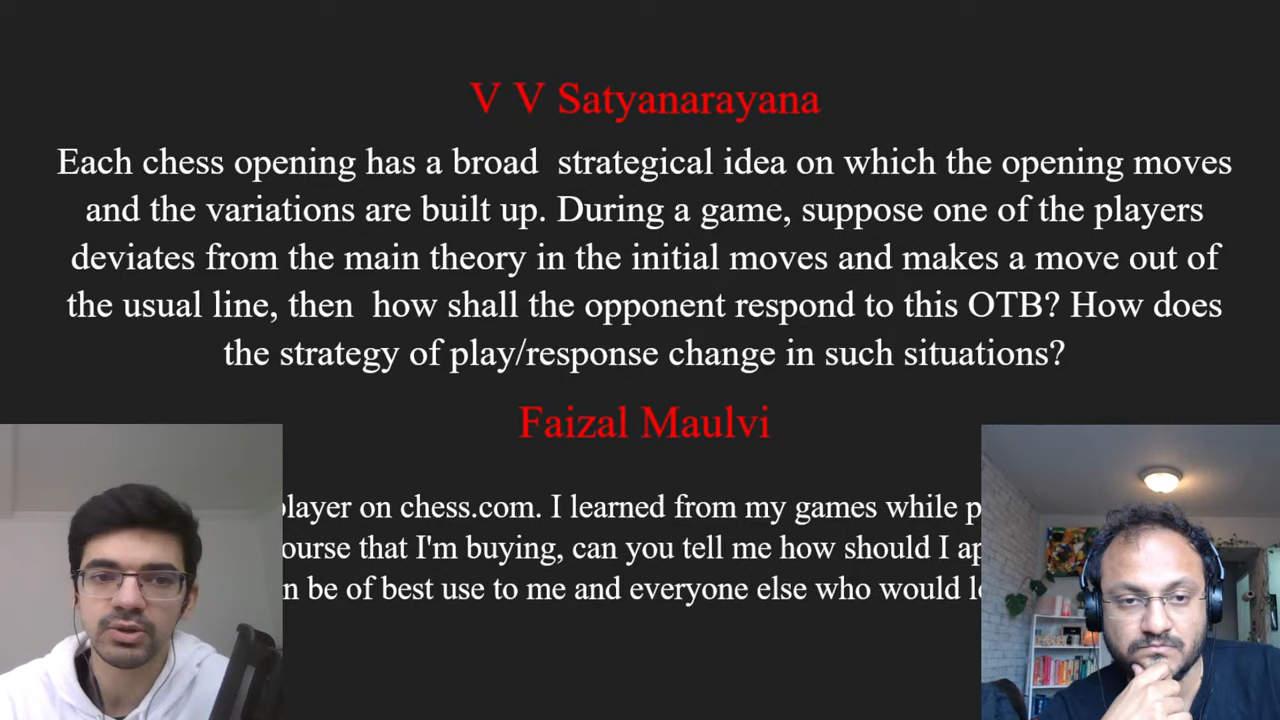 V V Satyanarayana
Each chess opening has a broad strategical idea on which the opening moves
and the variations are built up. During a game, suppose one of the players
deviates from the main theory in the initial moves and makes a move out of
the usual line, then how shall the opponent respond to this OTB? How does
the strategy of play/response change in such situations?
Faizal Maulvi
player on chess.com. I learned from my games while
that I'm buying, can you tell me how should I
be of best use to me and everyone else who would